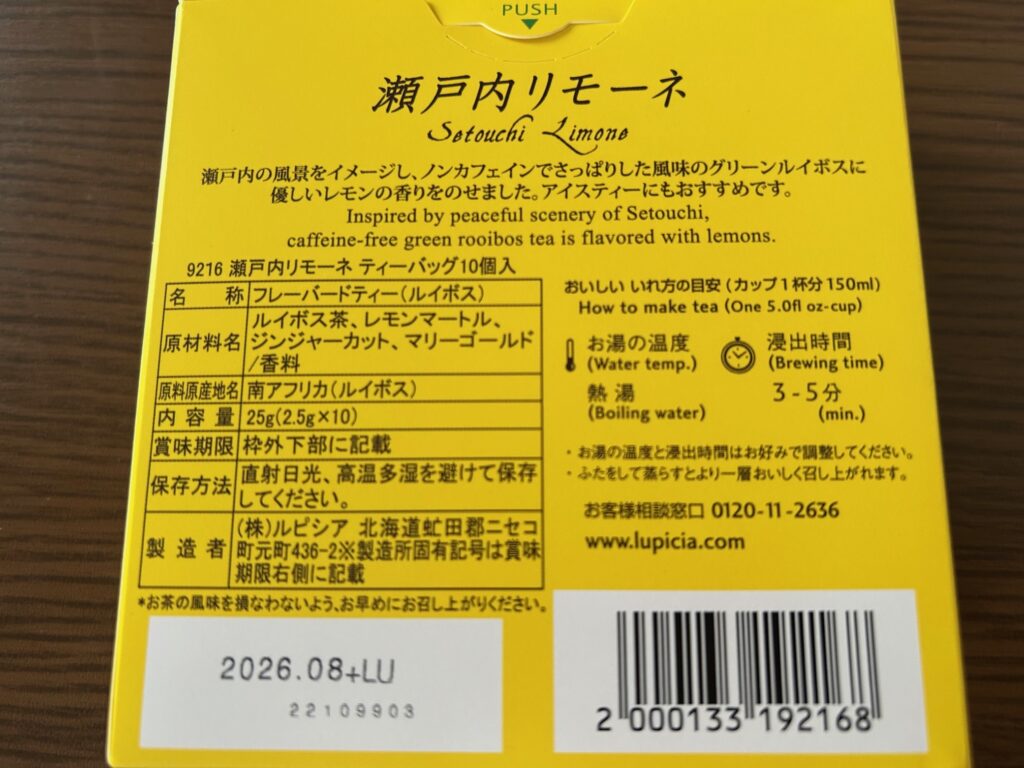 PUSH
瀬戸内リモーネ
Setouchi Limone
瀬戸内の風景をイメージし、ノンカフェインでさっぱりした風味のグリーンルイボスに
優しいレモンの香りをのせました。アイスティーにもおすすめです。
Inspired by peaceful scenery of Setouchi,
caffeine-free green rooibos tea is flavored with lemons.
9216 瀬戸内リモーネ ティーバッグ10個入
名 称 フレーバードティー(ルイボス)
原材料名 ルイボス茶、レモンマートル、
ジンジャーカット、マリーゴールド
/香料
原料原産地名 南アフリカ(ルイボス)
内容量 25g(2.5g×10)
賞味期限 枠外下部に記載
保存方法 直射日光、高温多湿を避けて保存
してください。
製造者 (株)ルピシア 北海道虻田郡ニセコ
町元町436-2※製造所固有記号は賞味
期限右側に記載
*お茶の風味を損なわないよう、お早めにお召し上がりください。
おいしい いれ方の目安 (カップ1杯分150ml)
How to make tea (One 5.0fl oz-cup)
お湯の温度
(Water temp.)
熱湯
(Boiling water)
浸出時間
(Brewing time)
3-5分
(min.)
・お湯の温度と浸出時間はお好みで調整してください。
・ふたをして蒸らすとより一層おいしく召し上がれます。
お客様相談窓口 0120-11-2636
www.lupicia.com
2026.08+LU
22109903
2 000133 192168